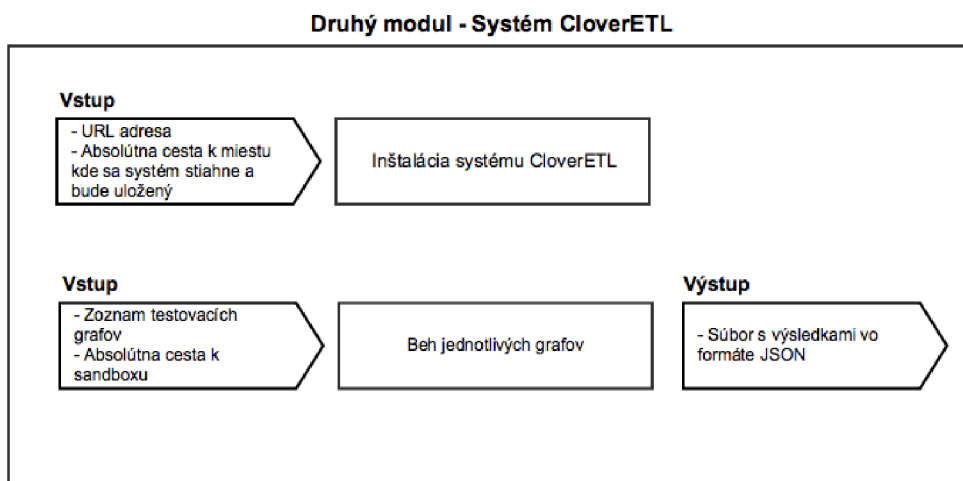 Druhý modul - Systém CloverETL
Vstup
- URL adresa
- Absolútna cesta k miestu
kde sa systém stiahne a
bude uložený
Inštalácia systému CloverETL
Vstup
- Zoznam testovacích
grafov
- Absolútna cesta k
sandboxu
Beh jednotlivých grafov
Výstup
- Súbor s výsledkami vo
formáte JSON